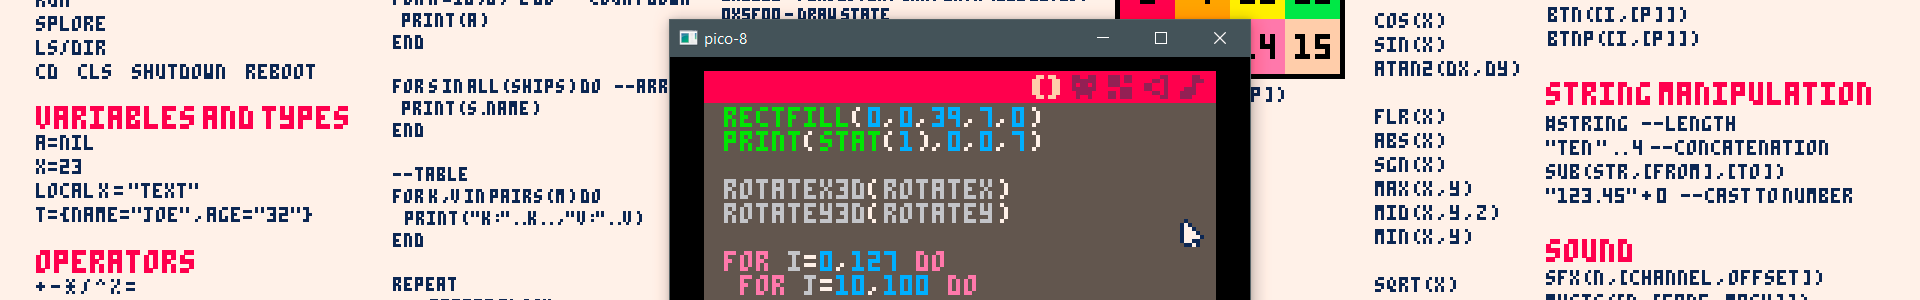 RUN
SPLORE
LS/DIR
CD CLS SHUTDOWN REBOOT
VARIABLES AND TYPES
A=NIL
X=23
LOCAL X = "TEXT"
T={NAME="JOE", AGE="32"}
OPERATORS
+ - * / ^ % =
PRINT(A)
END
FOR S IN ALL(SHIPS) DO --ARR
PRINT(S.NAME)
END
--TABLE
FOR K,V IN PAIRS(A) DO
PRINT("K:"..K..,"V:"..V)
END
REPEAT
0X5F00 - DRAW STATE
pico-8
RECTFILL(0,0,39,7,0)
PRINT(STAT(1),0,0,7)
ROTATEX3D(ROTATEX)
ROTATEY3D(ROTATEY)
FOR I=0,127 DO
FOR J=10,100 DO
14 15
P])
COS(X)
SIN(X)
ATAN2(DX,DY)
FLR(X)
ABS(X)
SGN(X)
MAX(X,Y)
MID(X,Y,Z)
MIN(X,Y)
SQRT(X)
BTN([I,[P]])
BTNP([I,[P]])
STRING MANIPULATION
#STRING --LENGTH
"TEN"..4 --CONCATENATION
SUB(STR,[FROM],[TO])
"123.45"+0 --CAST TO NUMBER
SOUND
SFX(N,[CHANNEL,OFFSET])